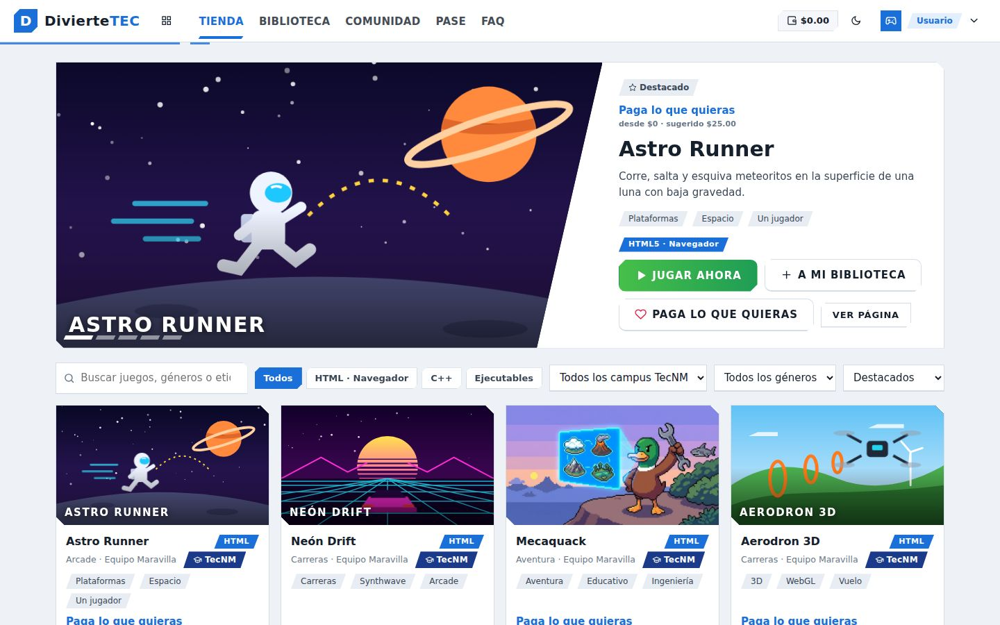 D DivierteTEC TIENDA BIBLIOTECA COMUNIDAD PASE FAQ $0.00 Usuario
Destacado
Paga lo que quieras
desde $0 · sugerido $25.00
Astro Runner
Corre, salta y esquiva meteoritos en la superficie de una
luna con baja gravedad.
Plataformas Espacio Un jugador
HTML5 · Navegador
JUGAR AHORA A MI BIBLIOTECA
PAGA LO QUE QUIERAS VER PÁGINA
ASTRO RUNNER
Buscar juegos, géneros o eti Todos HTML · Navegador C++ Ejecutables Todos los campus TecNM Todos los géneros Destacados
ASTRO RUNNER
Astro Runner HTML
Arcade · Equipo Maravilla TecNM
Plataformas Espacio
Un jugador
Paga lo que quieras
NEÓN DRIFT
Neón Drift HTML
Carreras · Equipo Maravilla TecNM
Carreras Synthwave Arcade
Mecaquack HTML
Aventura · Equipo Maravilla TecNM
Aventura Educativo Ingeniería
Paga lo que quieras
AERODRON 3D
Aerodron 3D HTML
Carreras · Equipo Maravilla TecNM
3D WebGL Vuelo
Paga lo que quieras